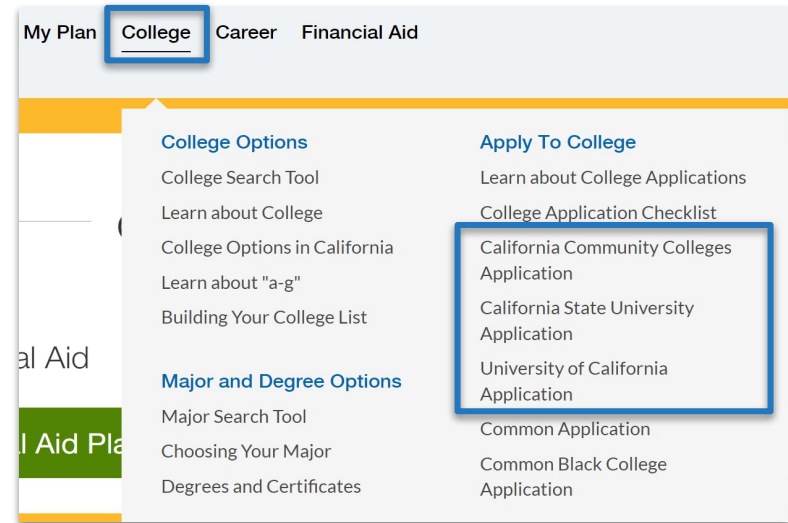 My Plan College Career Financial Aid
College Options
College Search Tool
Learn about College
College Options in California
Learn about "a-g"
Building Your College List
Major and Degree Options
Major Search Tool
Choosing Your Major
Degrees and Certificates
Apply To College
Learn about College Applications
College Application Checklist
California Community Colleges
Application
California State University
Application
University of California
Application
Common Application
Common Black College
Application
al Aid
l Aid Pla